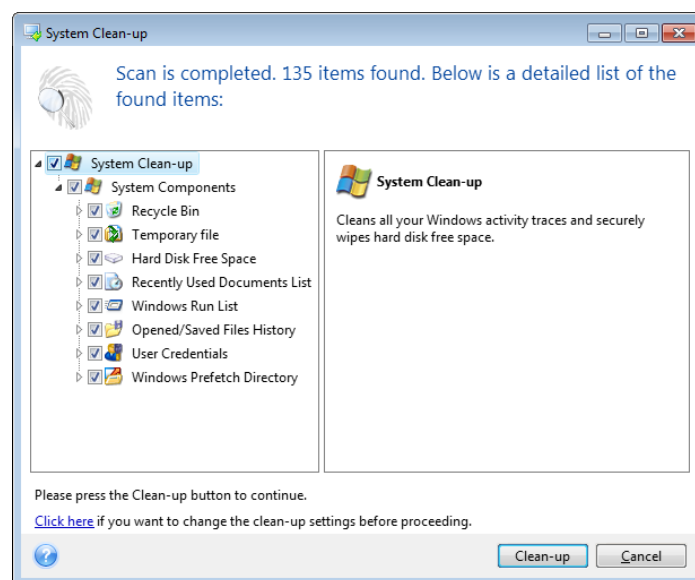 System Clean-up
Scan is completed. 135 items found. Below is a detailed list of the
found items:
System Clean-up
System Components
Recycle Bin
Temporary file
Hard Disk Free Space
Recently Used Documents List
Windows Run List
Opened/Saved Files History
User Credentials
Windows Prefetch Directory
System Clean-up
Cleans all your Windows activity traces and securely
wipes hard disk free space.
Please press the Clean-up button to continue.
Click here if you want to change the clean-up settings before proceeding.
Clean-up
Cancel